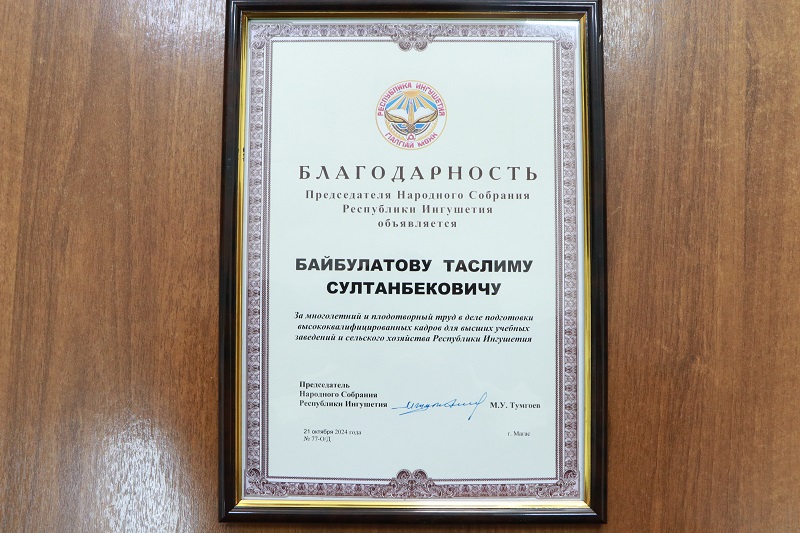 РЕСПУБЛИКА ИНГУШЕТИЯ
ГIАЛГIАЙ МОХК
БЛАГОДАРНОСТЬ
Председателя Народного Собрания
Республики Ингушетия
объявляется
БАЙБУЛАТОВУ ТАСЛИМУ
СУЛТАНБЕКОВИЧУ
За многолетний и плодотворный труд в деле подготовки
высококвалифицированных кадров для высших учебных
заведений и сельского хозяйства Республики Ингушетия
Председатель
Народного Собрания
Республики Ингушетия М.У. Тумгоев
21 октября 2024 года г. Магас
№ 77-О/Д